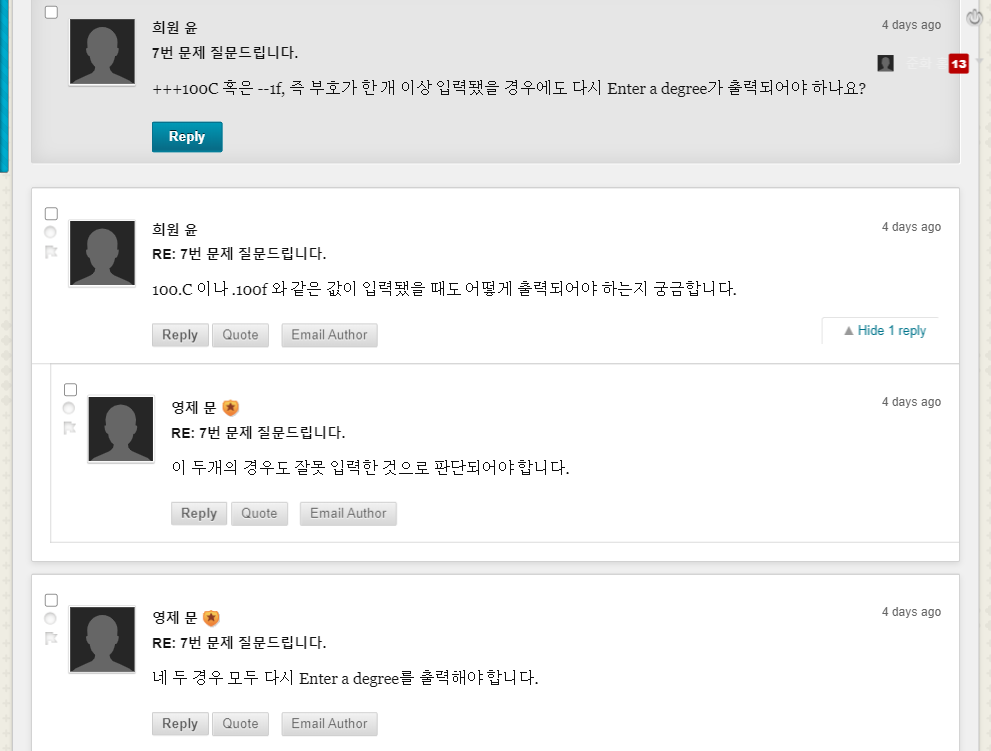 희원 윤
4 days ago
7번 문제 질문드립니다.
13
+++100C 혹은 --1f, 즉 부호가 한 개 이상 입력됐을 경우에도 다시 Enter a degree가 출력되어야 하나요?
Reply
희원 윤
4 days ago
RE: 7번 문제 질문드립니다.
100.C 이나 .100f 와 같은 값이 입력됐을 때도 어떻게 출력되어야 하는지 궁금합니다.
Reply Quote Email Author
Hide 1 reply
영제 문
4 days ago
RE: 7번 문제 질문드립니다.
이 두개의 경우도 잘못 입력한 것으로 판단되어야 합니다.
Reply Quote Email Author
영제 문
4 days ago
RE: 7번 문제 질문드립니다.
네 두 경우 모두 다시 Enter a degree를 출력해야 합니다.
Reply Quote Email Author